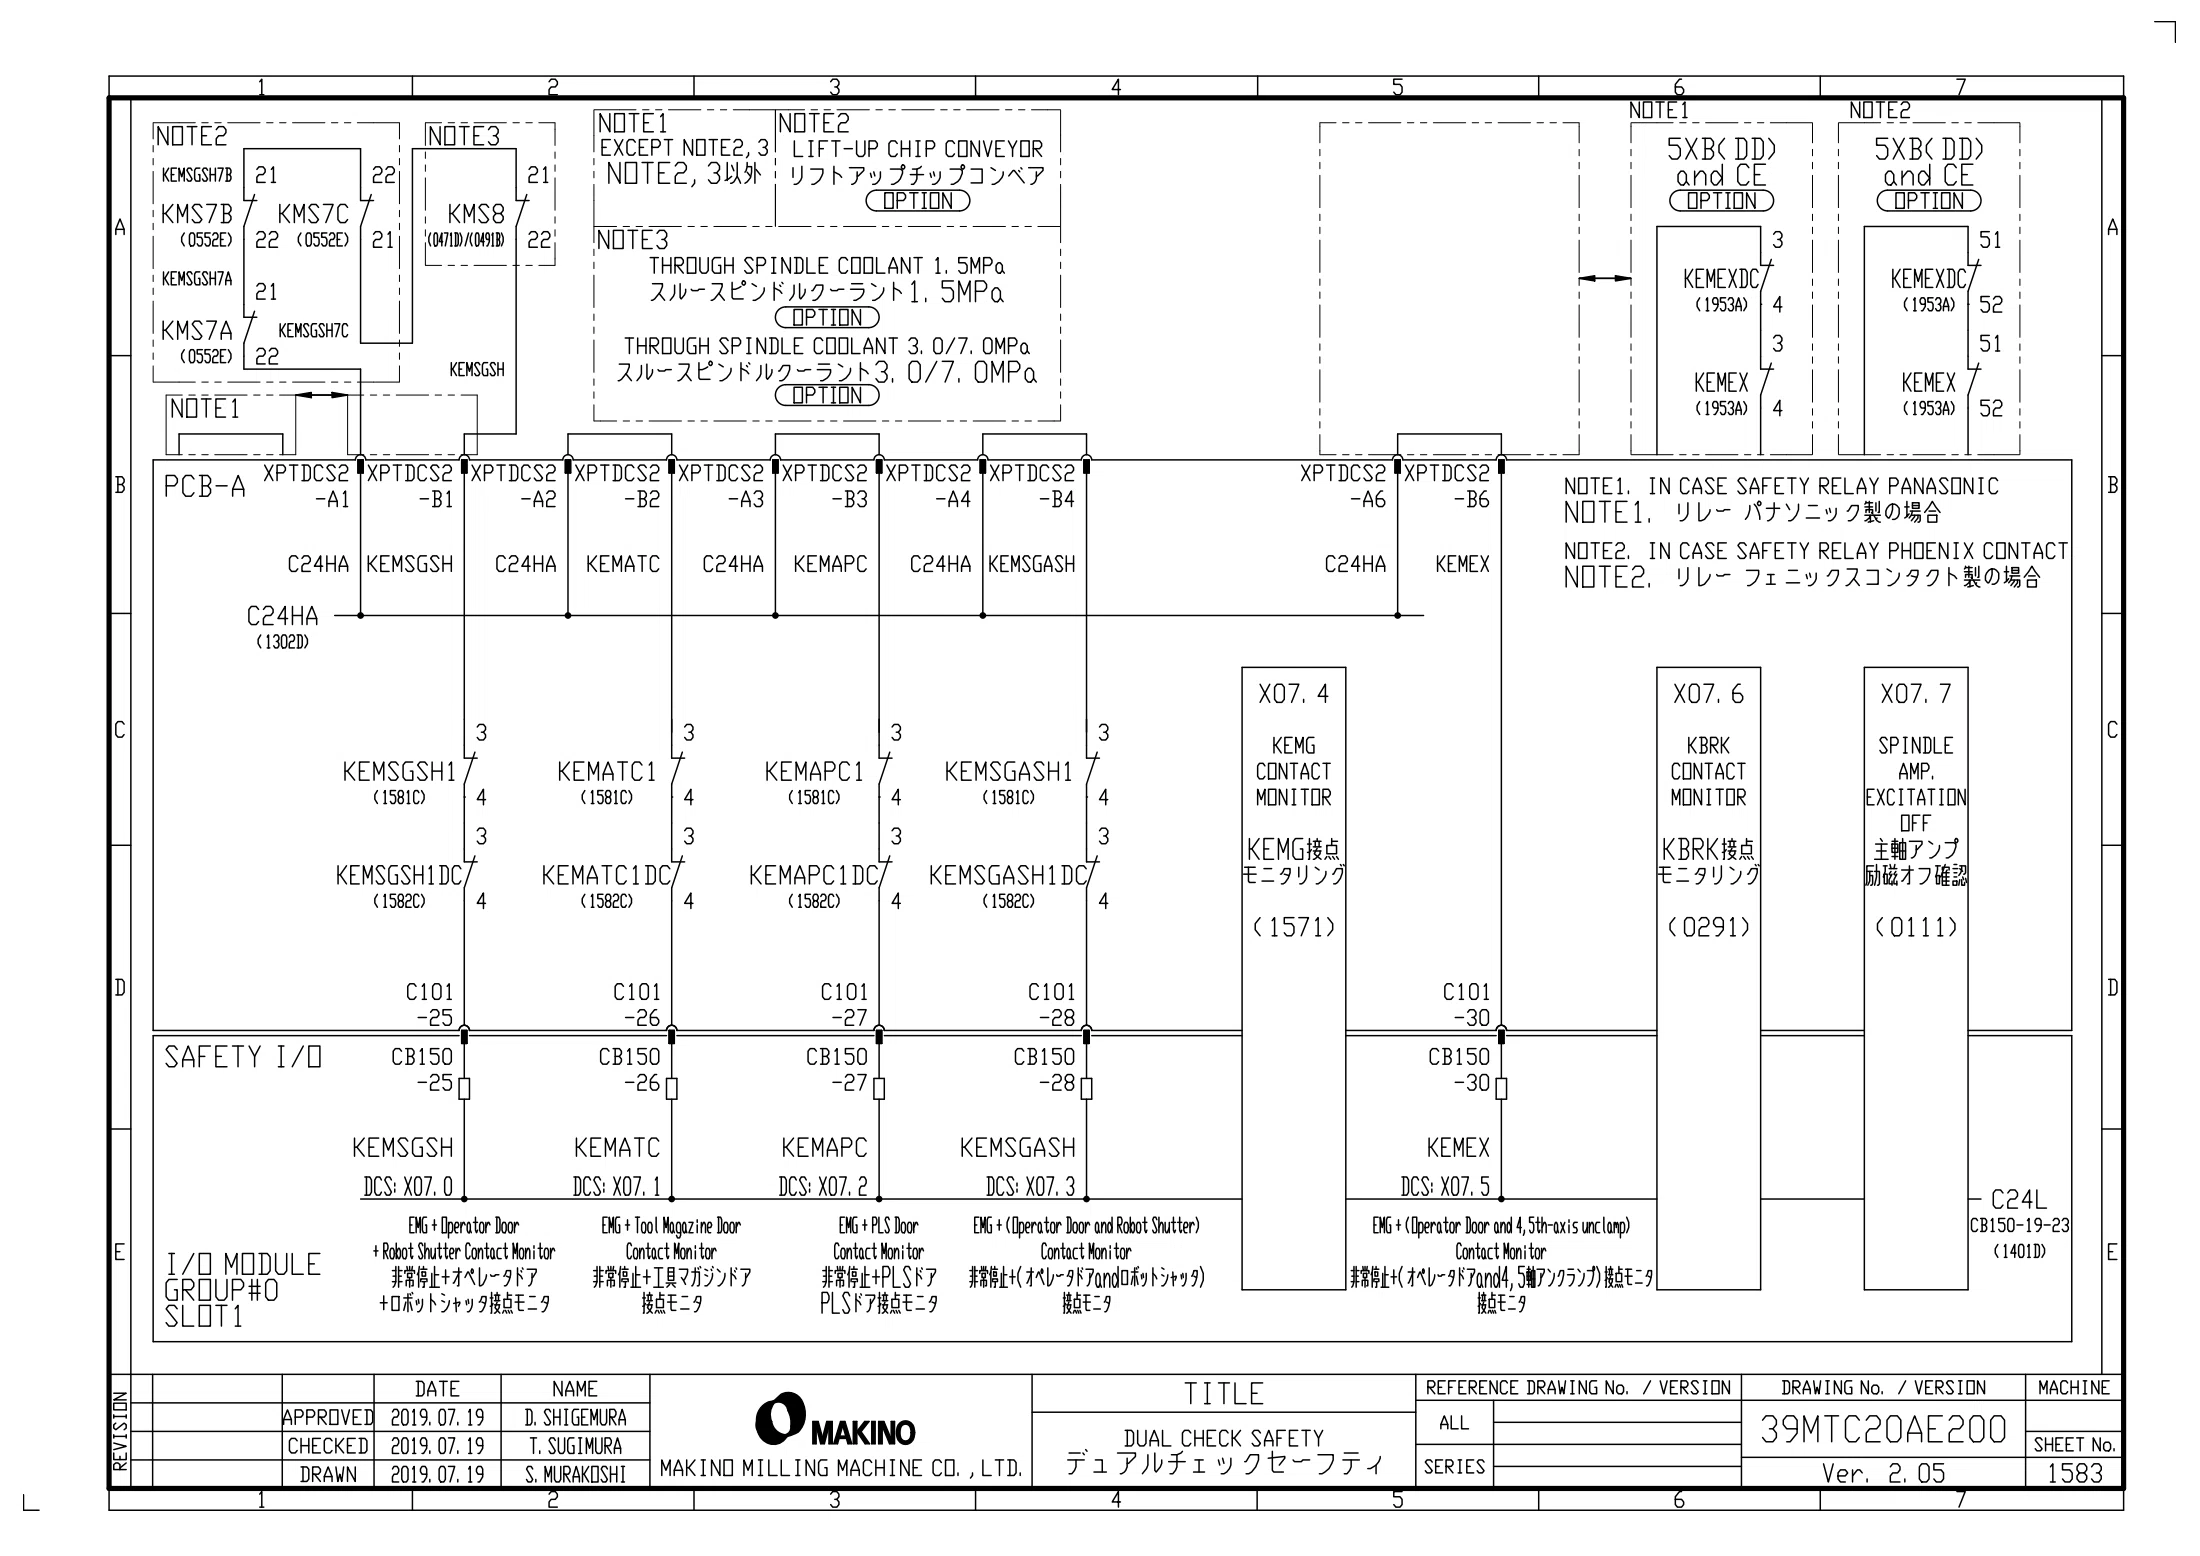 1 2 3 4 5 6 7
NOTE2
KEMSGSH7B 21 22
KMS7B KMS7C
(0552E) 22 (0552E) 21
KEMSGSH7A 21
KMS7A KEMSGSH7C
(0552E) 22
NOTE3
21
KMS8
(0471D)/(0491B) 22
KEMSGSH
NOTE1
NOTE1
EXCEPT NOTE2, 3
NOTE2, 3以外
NOTE2
LIFT-UP CHIP CONVEYOR
リフトアップチップコンベア
OPTION
NOTE3
THROUGH SPINDLE COOLANT 1. 5MPa
スルースピンドルクーラント1. 5MPa
OPTION
THROUGH SPINDLE COOLANT 3. 0/7. 0MPa
スルースピンドルクーラント3. 0/7. 0MPa
OPTION
NOTE1
5XB(DD)
and CE
OPTION
3
KEMEXDC
(1953A) 4
3
KEMEX
(1953A) 4
NOTE2
5XB(DD)
and CE
OPTION
51
KEMEXDC
(1953A) 52
51
KEMEX
(1953A) 52
A A
B B
C C
D D
E E
PCB-A
XPTDCS2 XPTDCS2 XPTDCS2 XPTDCS2 XPTDCS2 XPTDCS2 XPTDCS2 XPTDCS2 XPTDCS2 XPTDCS2
-A1 -B1 -A2 -B2 -A3 -B3 -A4 -B4 -A6 -B6
C24HA KEMSGSH C24HA KEMATC C24HA KEMAPC C24HA KEMSGASH C24HA KEMEX
NOTE1. IN CASE SAFETY RELAY PANASONIC
NOTE1. リレー パナソニック製の場合
NOTE2. IN CASE SAFETY RELAY PHOENIX CONTACT
NOTE2. リレー フェニックスコンタクト製の場合
C24HA
(1302D)
3 3 3 3
KEMSGSH1 KEMATC1 KEMAPC1 KEMSGASH1
(1581C) 4 (1581C) 4 (1581C) 4 (1581C) 4
3 3 3 3
KEMSGSH1DC KEMATC1DC KEMAPC1DC KEMSGASH1DC
(1582C) 4 (1582C) 4 (1582C) 4 (1582C) 4
X07. 4
KEMG
CONTACT
MONITOR
KEMG接点
モニタリング
(1571)
X07. 6
KBRK
CONTACT
MONITOR
KBRK接点
モニタリング
(0291)
X07. 7
SPINDLE
AMP.
EXCITATION
OFF
主軸アンプ
励磁オフ確認
(0111)
C101 C101 C101 C101 C101
-25 -26 -27 -28 -30
SAFETY I/O
CB150 CB150 CB150 CB150 CB150
-25 -26 -27 -28 -30
KEMSGSH KEMATC KEMAPC KEMSGASH KEMEX
DCS: X07. 0 DCS: X07. 1 DCS: X07. 2 DCS: X07. 3 DCS: X07. 5
C24L
CB150-19-23
(1401D)
I/O MODULE
GROUP#0
SLOT1
EMG + Operator Door
+ Robot Shutter Contact Monitor
非常停止+オペレータドア
+ロボットシャッタ接点モニタ
EMG + Tool Magazine Door
Contact Monitor
非常停止+工具マガジンドア
接点モニタ
EMG + PLS Door
Contact Monitor
非常停止+PLSドア
PLSドア接点モニタ
EMG + (Operator Door and Robot Shutter)
Contact Monitor
非常停止+(オペレータドアandロボットシャッタ)
接点モニタ
EMG + (Operator Door and 4, 5th-axis unclamp)
Contact Monitor
非常停止+(オペレータドアand4, 5軸アンクランプ)接点モニタ
接点モニタ
REVISION
DATE NAME
APPROVED 2019. 07. 19 D. SHIGEMURA
CHECKED 2019. 07. 19 T. SUGIMURA
DRAWN 2019. 07. 19 S. MURAKOSHI
MAKINO
MAKINO MILLING MACHINE CO. , LTD.
TITLE
DUAL CHECK SAFETY
デュアルチェックセーフティ
REFERENCE DRAWING No. / VERSION
ALL
SERIES
DRAWING No. / VERSION
39MTC20AE200
Ver. 2. 05
MACHINE
SHEET No.
1583
1 2 3 4 5 6 7